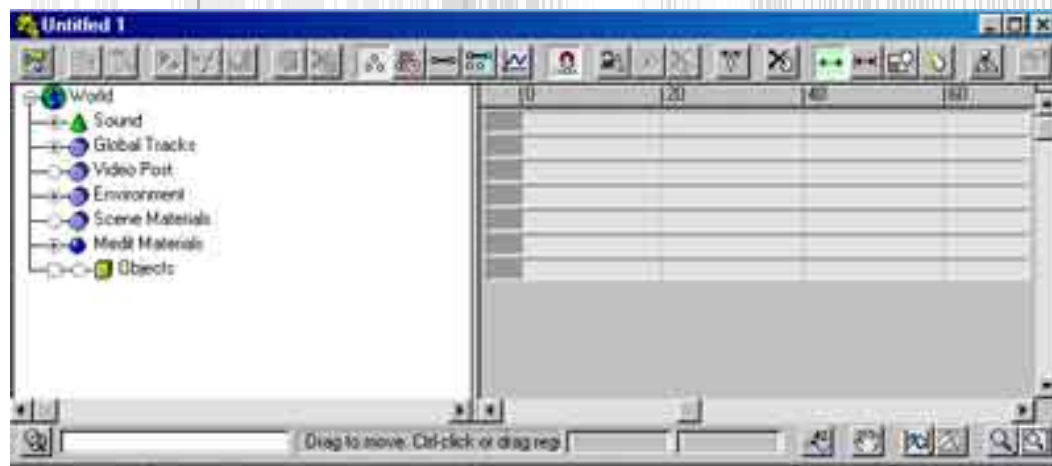 Untitled 1
World
Sound
Global Tracks
Video Post
Environment
Scene Materials
Medit Materials
Objects
0 20 40 60
Drag to move. Ctrl-click or drag regi